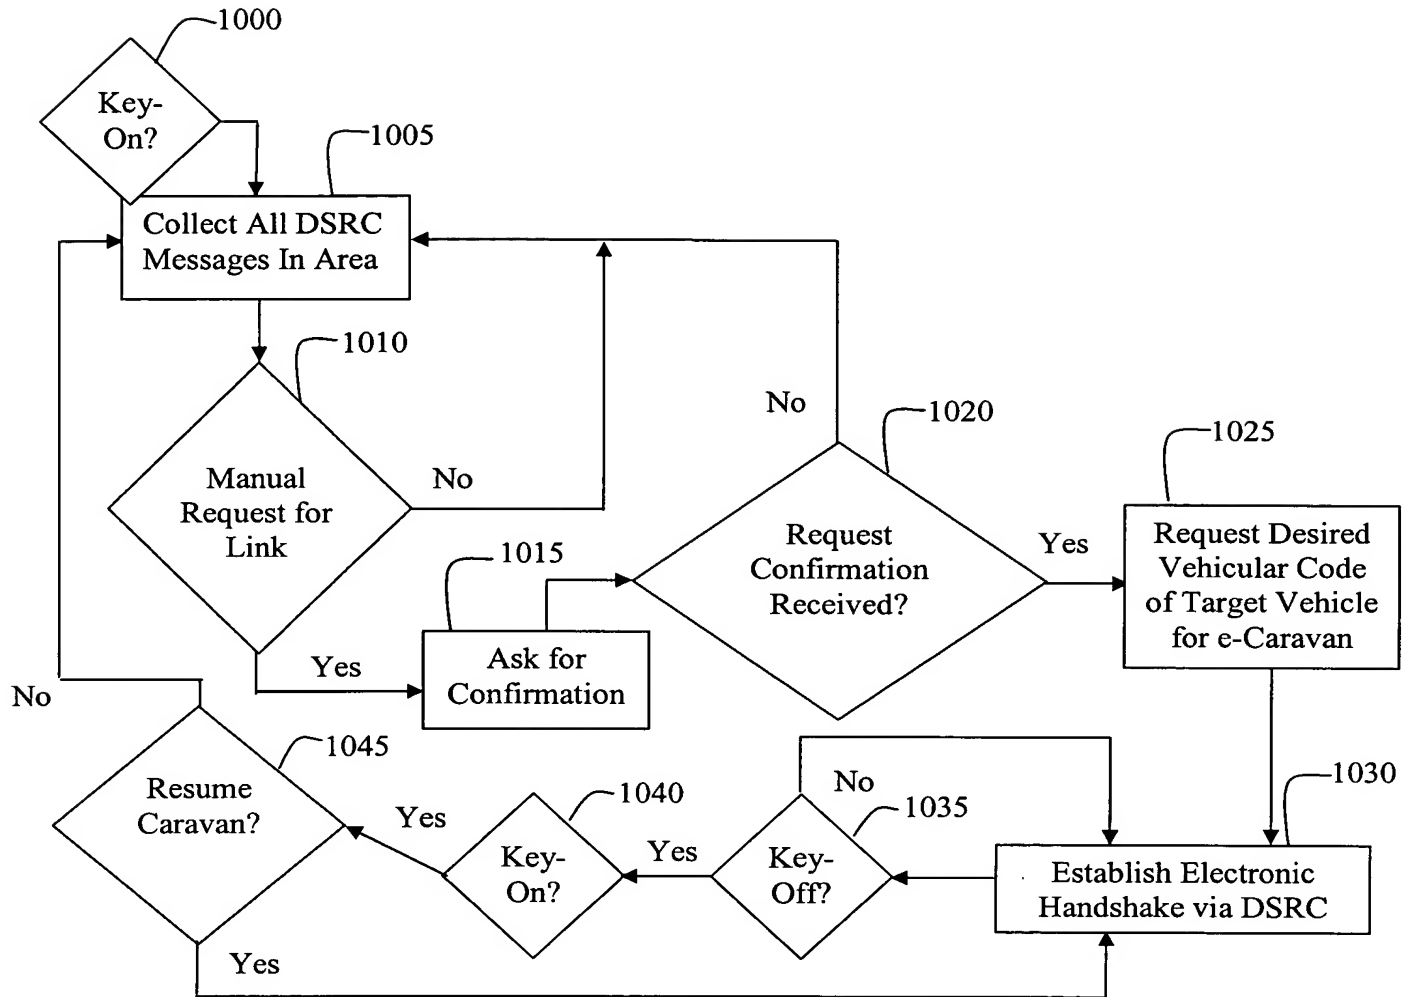 1000
Key-
On?
1005
Collect All DSRC
Messages In Area
1010
Manual
Request for
Link
No
No
1020
Request
Confirmation
Received?
Yes
1025
Request Desired
Vehicular Code
of Target Vehicle
for e-Caravan
1015
Ask for
Confirmation
Yes
No
1045
Resume
Caravan?
Yes
1040
Key-
On?
Yes
No
1035
Key-
Off?
1030
Establish Electronic
Handshake via DSRC
Yes